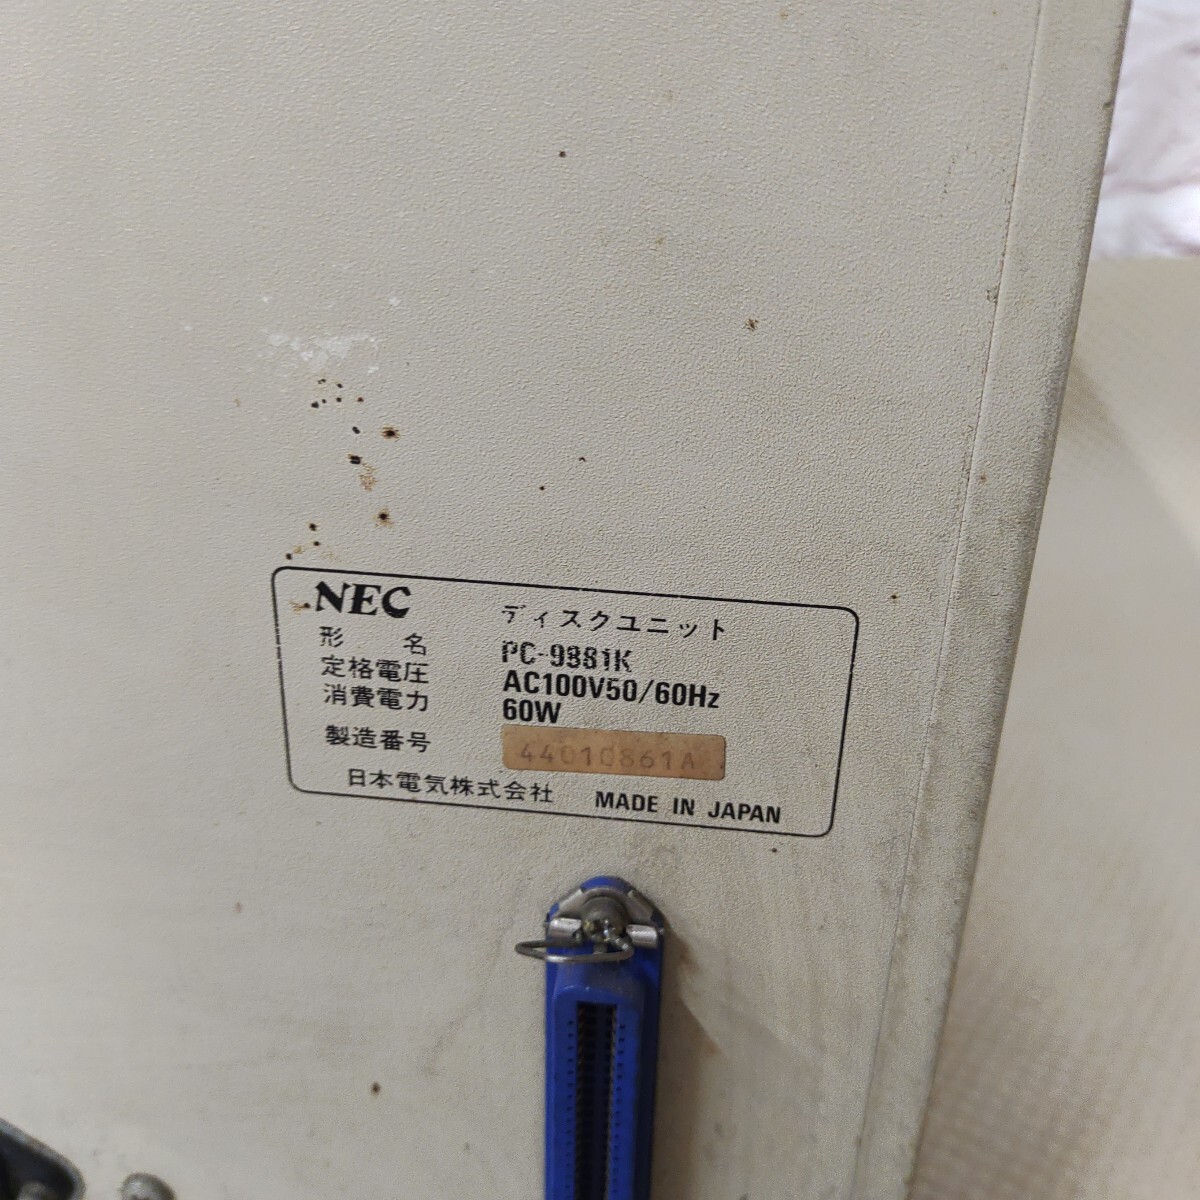 NEC ディスクユニット
形名 PC-9881K
定格電圧 AC100V50/60Hz
消費電力 60W
製造番号 44010861A
日本電気株式会社 MADE IN JAPAN